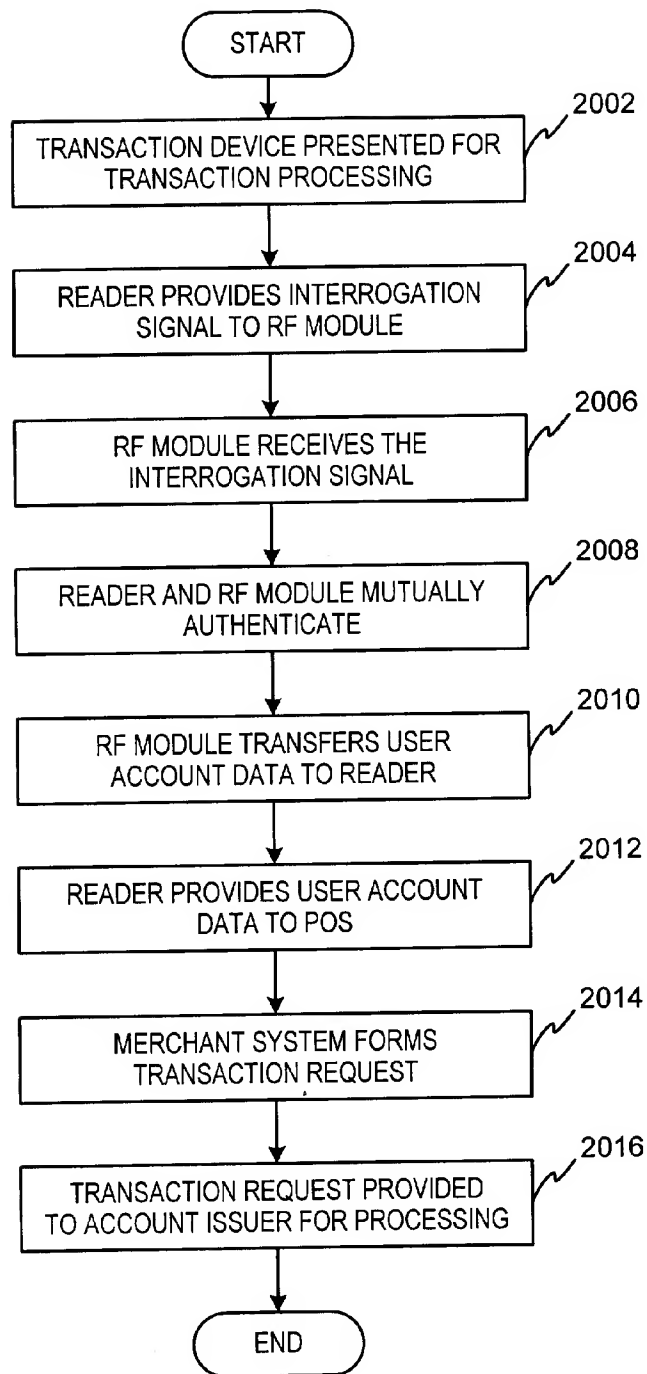 START
2002
TRANSACTION DEVICE PRESENTED FOR
TRANSACTION PROCESSING
2004
READER PROVIDES INTERROGATION
SIGNAL TO RF MODULE
2006
RF MODULE RECEIVES THE
INTERROGATION SIGNAL
2008
READER AND RF MODULE MUTUALLY
AUTHENTICATE
2010
RF MODULE TRANSFERS USER
ACCOUNT DATA TO READER
2012
READER PROVIDES USER ACCOUNT
DATA TO POS
2014
MERCHANT SYSTEM FORMS
TRANSACTION REQUEST
2016
TRANSACTION REQUEST PROVIDED
TO ACCOUNT ISSUER FOR PROCESSING
END